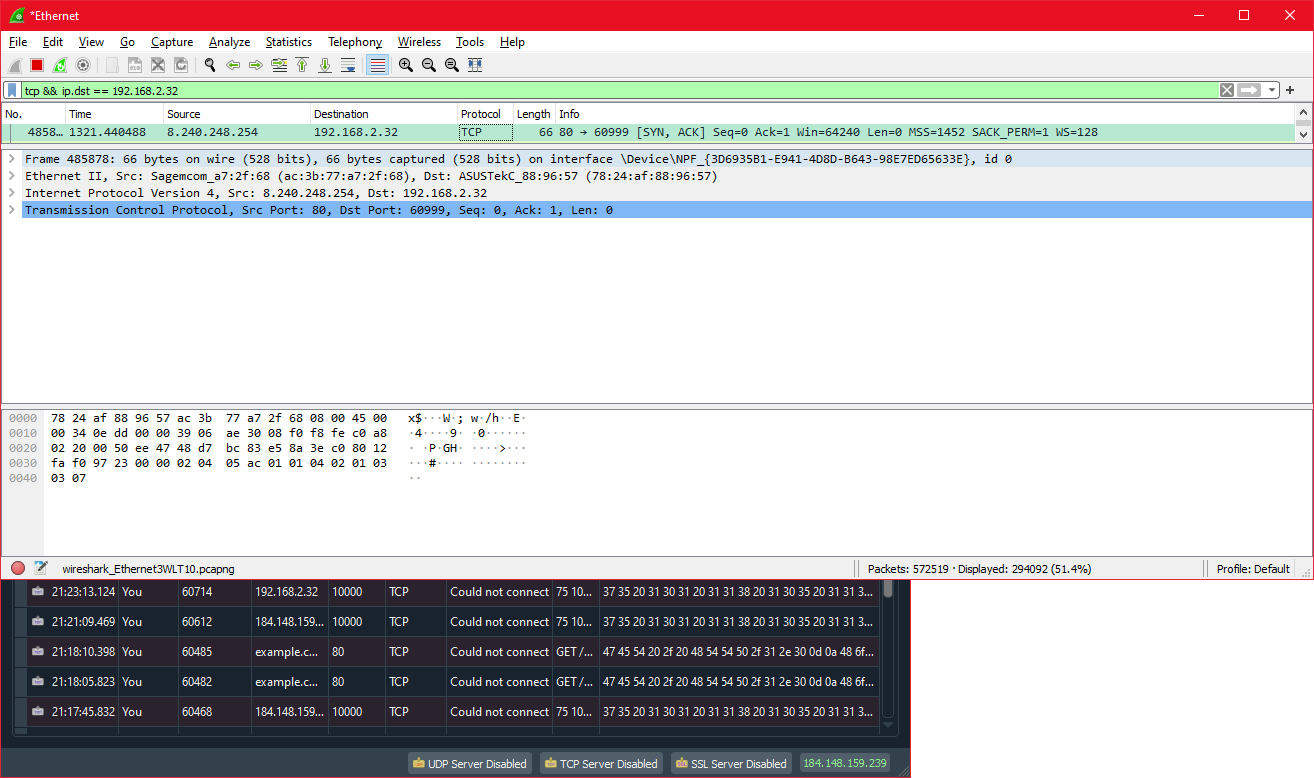 *Ethernet
File Edit View Go Capture Analyze Statistics Telephony Wireless Tools Help
tcp && ip.dst == 192.168.2.32
No. Time Source Destination Protocol Length Info
4858… 1321.440488 8.240.248.254 192.168.2.32 TCP 66 80 → 60999 [SYN, ACK] Seq=0 Ack=1 Win=64240 Len=0 MSS=1452 SACK_PERM=1 WS=128
Frame 485878: 66 bytes on wire (528 bits), 66 bytes captured (528 bits) on interface \Device\NPF_{3D6935B1-E941-4D8D-B643-98E7ED65633E}, id 0
Ethernet II, Src: Sagemcom_a7:2f:68 (ac:3b:77:a7:2f:68), Dst: ASUSTekC_88:96:57 (78:24:af:88:96:57)
Internet Protocol Version 4, Src: 8.240.248.254, Dst: 192.168.2.32
Transmission Control Protocol, Src Port: 80, Dst Port: 60999, Seq: 0, Ack: 1, Len: 0
0000 78 24 af 88 96 57 ac 3b 77 a7 2f 68 08 00 45 00 x$···W·; w·/h··E·
0010 00 34 0e dd 00 00 39 06 ae 30 08 f0 f8 fe c0 a8 ·4····9· ·0······
0020 02 20 00 50 ee 47 48 d7 bc 83 e5 8a 3e c0 80 12 · ·P·GH· ····>···
0030 fa f0 97 23 00 00 02 04 05 ac 01 01 04 02 01 03 ···#···· ········
0040 03 07 ··
wireshark_Ethernet3WLT10.pcapng Packets: 572519 · Displayed: 294092 (51.4%) Profile: Default
21:23:13.124 You 60714 192.168.2.32 10000 TCP Could not connect 75 10... 37 35 20 31 30 31 20 31 31 38 20 31 30 35 20 31 31 3...
21:21:09.469 You 60612 184.148.159... 10000 TCP Could not connect 75 10... 37 35 20 31 30 31 20 31 31 38 20 31 30 35 20 31 31 3...
21:18:10.398 You 60485 example.c... 80 TCP Could not connect GET /... 47 45 54 20 2f 20 48 54 54 50 2f 31 2e 30 0d 0a 48 6f...
21:18:05.823 You 60482 example.c... 80 TCP Could not connect GET /... 47 45 54 20 2f 20 48 54 54 50 2f 31 2e 30 0d 0a 48 6f...
21:17:45.832 You 60468 184.148.159... 10000 TCP Could not connect 75 10... 37 35 20 31 30 31 20 31 31 38 20 31 30 35 20 31 31 3...
UDP Server Disabled TCP Server Disabled SSL Server Disabled 184.148.159.239